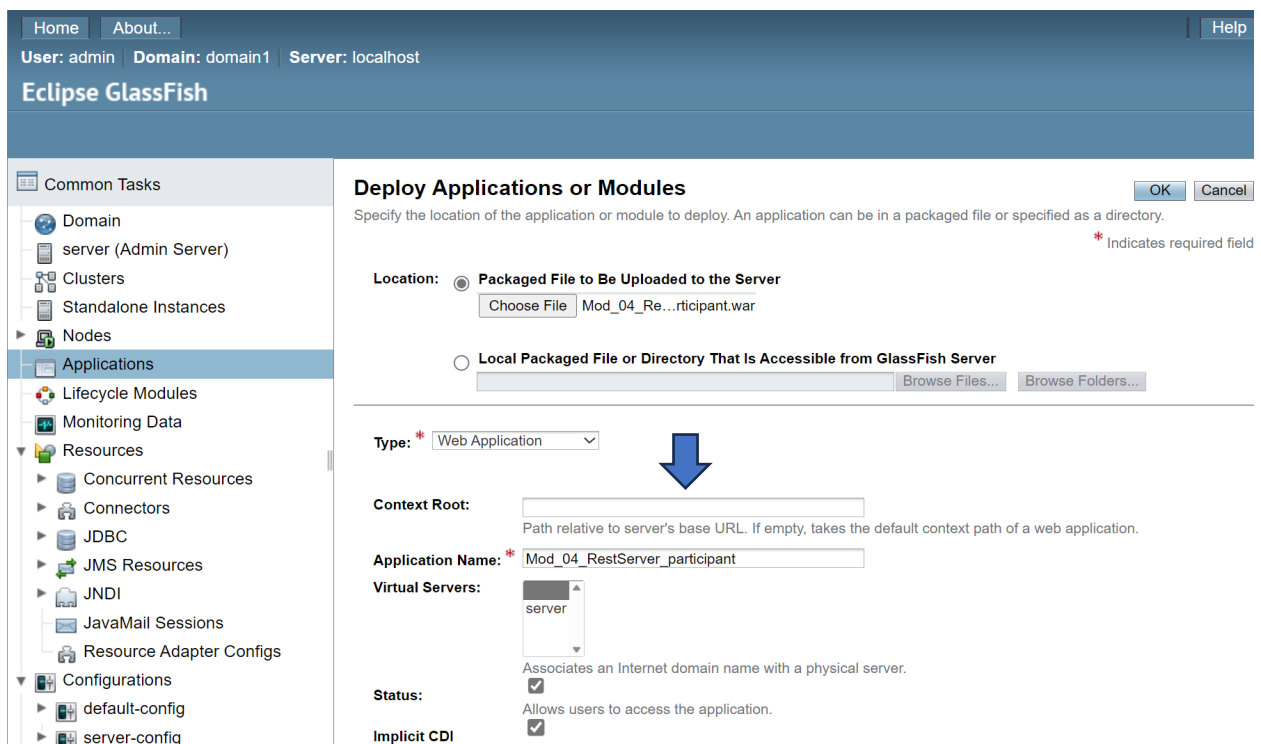 Home About... Help
User: admin Domain: domain1 Server: localhost
Eclipse GlassFish
Common Tasks
Domain
server (Admin Server)
Clusters
Standalone Instances
Nodes
Applications
Lifecycle Modules
Monitoring Data
Resources
Concurrent Resources
Connectors
JDBC
JMS Resources
JNDI
JavaMail Sessions
Resource Adapter Configs
Configurations
default-config
server-config
Deploy Applications or Modules
OK Cancel
Specify the location of the application or module to deploy. An application can be in a packaged file or specified as a directory.
* Indicates required field
Location: Packaged File to Be Uploaded to the Server
Choose File Mod_04_Re…rticipant.war
Local Packaged File or Directory That Is Accessible from GlassFish Server
Browse Files... Browse Folders...
Type: * Web Application
Context Root:
Path relative to server's base URL. If empty, takes the default context path of a web application.
Application Name: * Mod_04_RestServer_participant
Virtual Servers:
server
Associates an Internet domain name with a physical server.
Status:
Allows users to access the application.
Implicit CDI